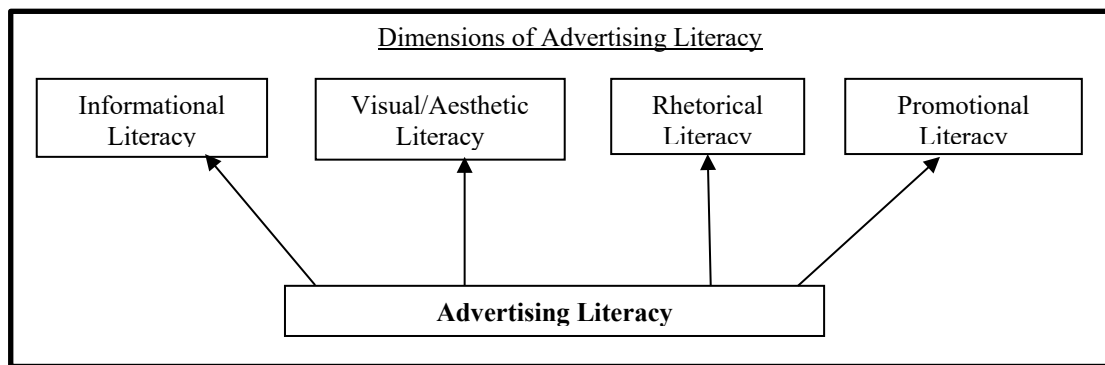 Dimensions of Advertising Literacy
Informational
Literacy
Visual/Aesthetic
Literacy
Rhetorical
Literacy
Promotional
Literacy
Advertising Literacy